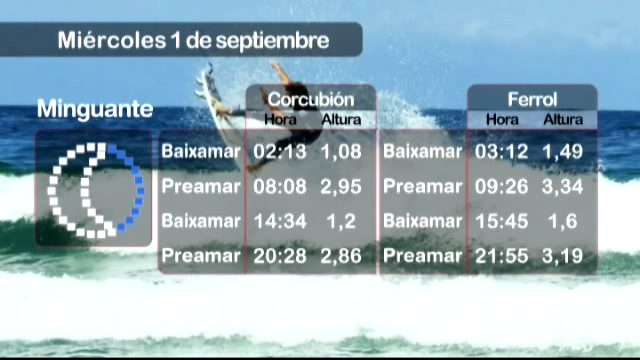 Miércoles 1 de septiembre
Minguante
Corcubión Ferrol
Hora Altura Hora Altura
Baixamar 02:13 1,08 Baixamar 03:12 1,49
Preamar 08:08 2,95 Preamar 09:26 3,34
Baixamar 14:34 1,2 Baixamar 15:45 1,6
Preamar 20:28 2,86 Preamar 21:55 3,19